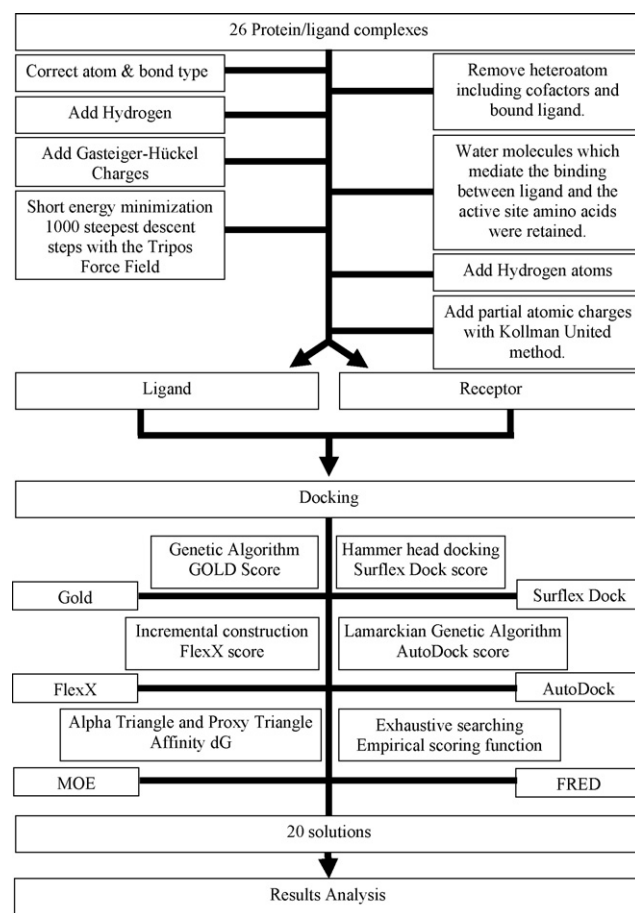 26 Protein/ligand complexes
Correct atom & bond type
Add Hydrogen
Add Gasteiger-Hückel
Charges
Short energy minimization
1000 steepest descent
steps with the Tripos
Force Field
Remove heteroatom
including cofactors and
bound ligand.
Water molecules which
mediate the binding
between ligand and the
active site amino acids
were retained.
Add Hydrogen atoms
Add partial atomic charges
with Kollman United
method.
Ligand
Receptor
Docking
Genetic Algorithm
GOLD Score
Hammer head docking
Surflex Dock score
Gold
Surflex Dock
Incremental construction
FlexX score
Lamarckian Genetic Algorithm
AutoDock score
FlexX
AutoDock
Alpha Triangle and Proxy Triangle
Affinity dG
Exhaustive searching
Empirical scoring function
MOE
FRED
20 solutions
Results Analysis